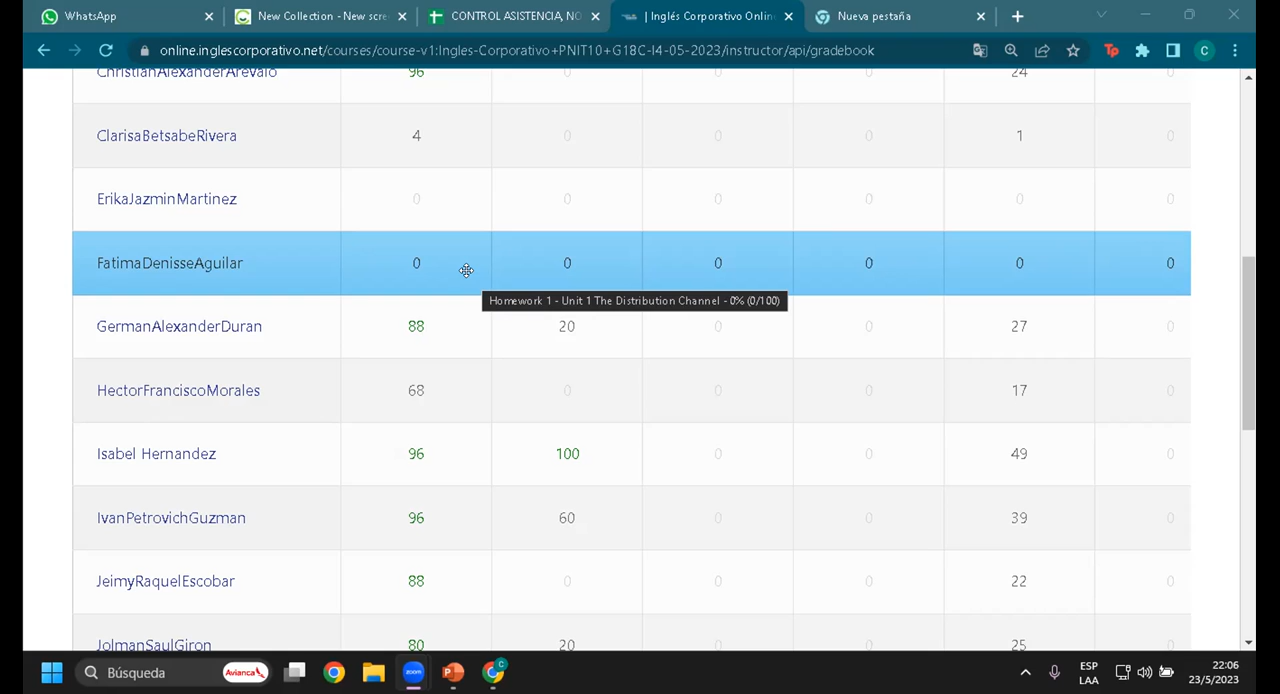 WhatsApp New Collection - New scre CONTROL ASISTENCIA, NO | Inglés Corporativo Onlin Nueva pestaña
online.inglescorporativo.net/courses/course-v1:Ingles-Corporativo+PNIT10+G18C-I4-05-2023/instructor/api/gradebook
ChristianAlexanderArevalo 96 0 0 0 24 0
ClarisaBetsabeRivera 4 0 0 0 1 0
ErikaJazminMartinez 0 0 0 0 0 0
FatimaDenisseAguilar 0 0 0 0 0 0
Homework 1 - Unit 1 The Distribution Channel - 0% (0/100)
GermanAlexanderDuran 88 20 0 0 27 0
HectorFranciscoMorales 68 0 0 0 17 0
Isabel Hernandez 96 100 0 0 49 0
IvanPetrovichGuzman 96 60 0 0 39 0
JeimyRaquelEscobar 88 0 0 0 22 0
JolmanSaulGiron 80 20 0 0 25 0
Búsqueda Avianca zoom ESP 22:06
LAA 23/5/2023